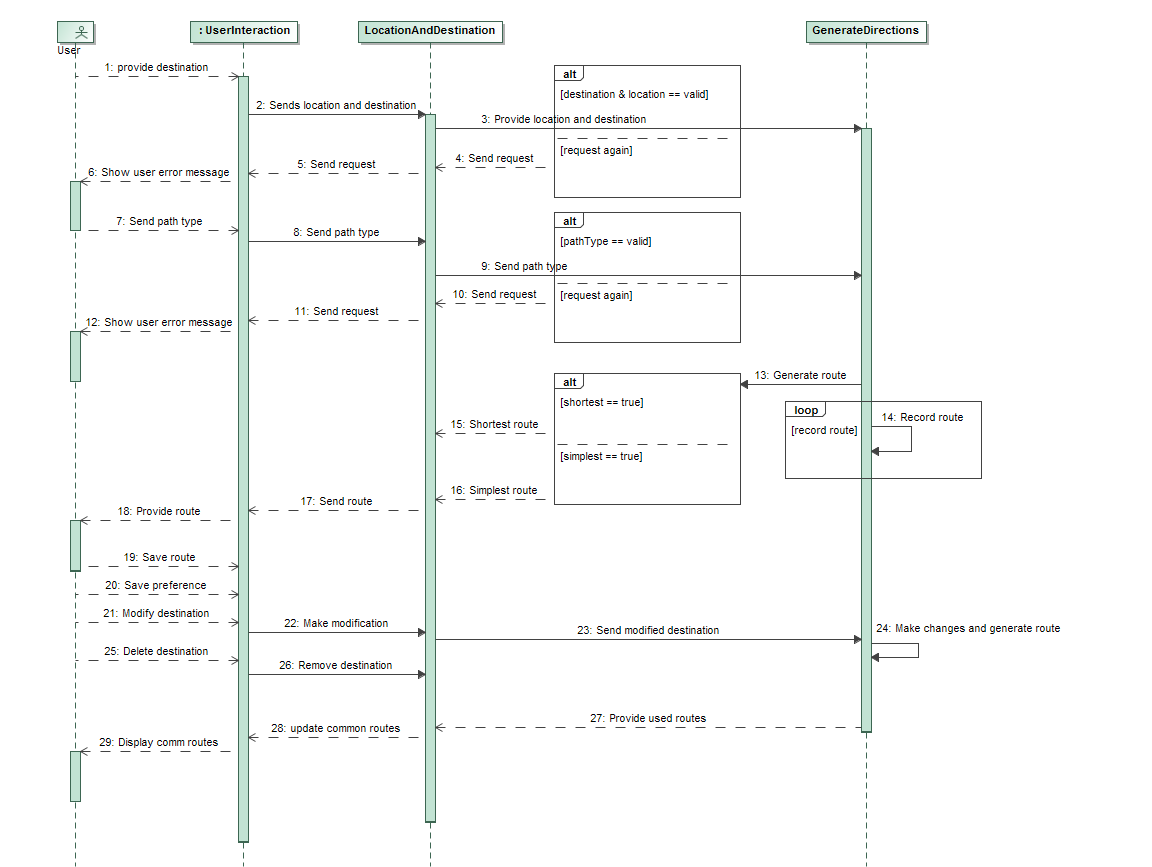 : UserInteraction
LocationAndDestination
GenerateDirections
User
1: provide destination
alt
[destination & location == valid]
2: Sends location and destination
3: Provide location and destination
[request again]
4: Send request
5: Send request
6: Show user error message
7: Send path type
alt
8: Send path type
[pathType == valid]
9: Send path type
10: Send request
[request again]
11: Send request
12: Show user error message
13: Generate route
alt
[shortest == true]
loop
14: Record route
15: Shortest route
[record route]
[simplest == true]
16: Simplest route
17: Send route
18: Provide route
19: Save route
20: Save preference
21: Modify destination
22: Make modification
23: Send modified destination
24: Make changes and generate route
25: Delete destination
26: Remove destination
27: Provide used routes
28: update common routes
29: Display comm routes